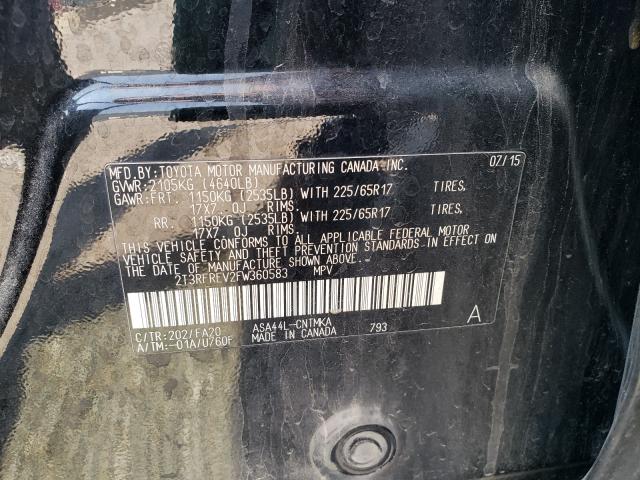 MFD.BY:TOYOTA MOTOR MANUFACTURING CANADA INC. 07/15
GVWR:2105KG (4640LB)
GAWR:FRT. 1150KG (2535LB) WITH 225/65R17 TIRES,
17X7. 0J RIMS
RR. 1150KG (2535LB) WITH 225/65R17 TIRES,
17X7. 0J RIMS
THIS VEHICLE CONFORMS TO ALL APPLICABLE FEDERAL MOTOR
VEHICLE SAFETY AND THEFT PREVENTION STANDARDS IN EFFECT ON
THE DATE OF MANUFACTURE SHOWN ABOVE.
2T3RFREV2FW360583 MPV
A
C/TR:202/FA20 ASA44L-CNTMKA 793
A/TM:-01A/U760F MADE IN CANADA